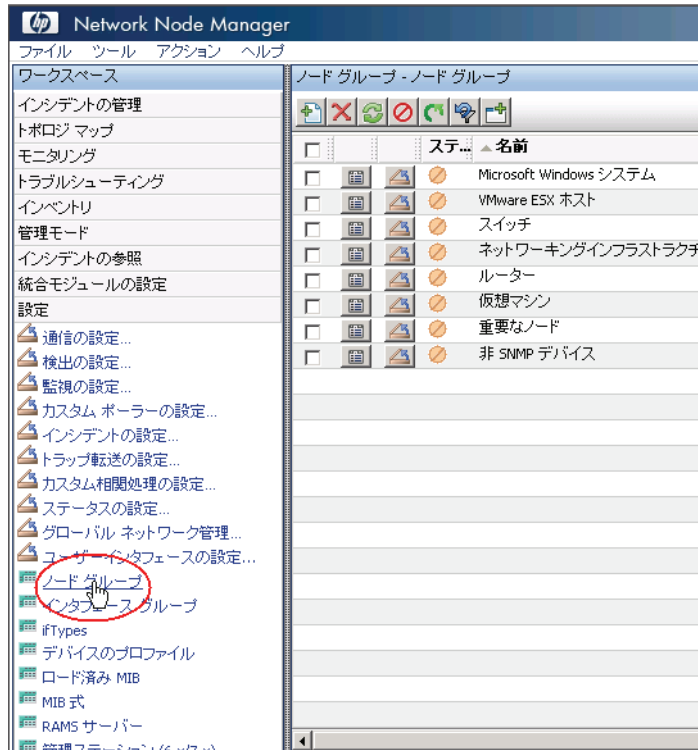 hp Network Node Manager
ファイル ツール アクション ヘルプ
ワークスペース
インシデントの管理
トポロジ マップ
モニタリング
トラブルシューティング
インベントリ
管理モード
インシデントの参照
統合モジュールの設定
設定
通信の設定...
検出の設定...
監視の設定...
カスタム ポーラーの設定...
インシデントの設定...
トラップ転送の設定...
カスタム相関処理の設定...
ステータスの設定...
グローバル ネットワーク管理...
ユーザーインタフェースの設定...
ノード グループ
インタフェース グループ
ifTypes
デバイスのプロファイル
ロード済み MIB
MIB 式
RAMS サーバー
管理ステーション
ノード グループ - ノード グループ
ステ... 名前
Microsoft Windows システム
VMware ESX ホスト
スイッチ
ネットワーキングインフラストラクチ
ルーター
仮想マシン
重要なノード
非 SNMP デバイス